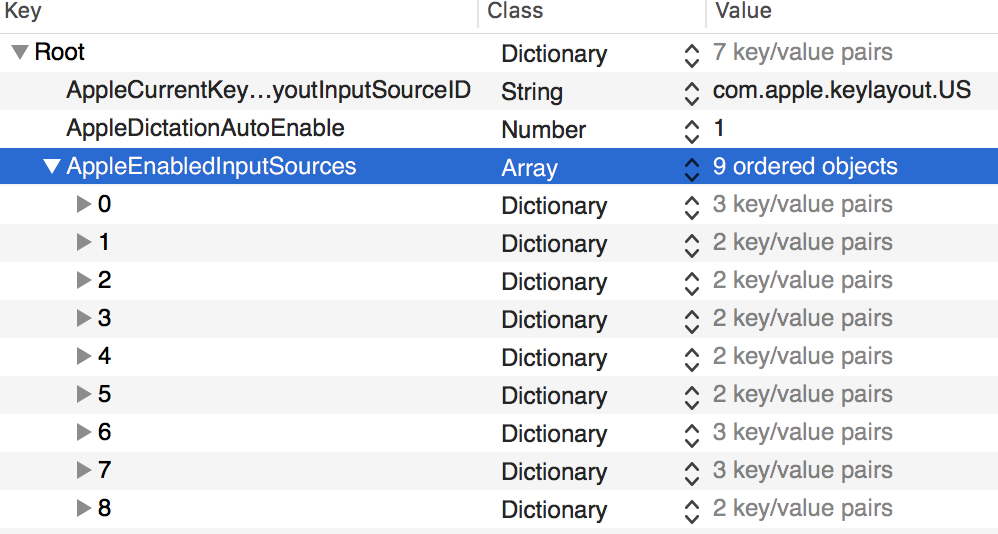 Key Class Value
Root Dictionary 7 key/value pairs
AppleCurrentKey…youtInputSourceID String com.apple.keylayout.US
AppleDictationAutoEnable Number 1
AppleEnabledInputSources Array 9 ordered objects
0 Dictionary 3 key/value pairs
1 Dictionary 2 key/value pairs
2 Dictionary 2 key/value pairs
3 Dictionary 2 key/value pairs
4 Dictionary 2 key/value pairs
5 Dictionary 2 key/value pairs
6 Dictionary 3 key/value pairs
7 Dictionary 3 key/value pairs
8 Dictionary 2 key/value pairs